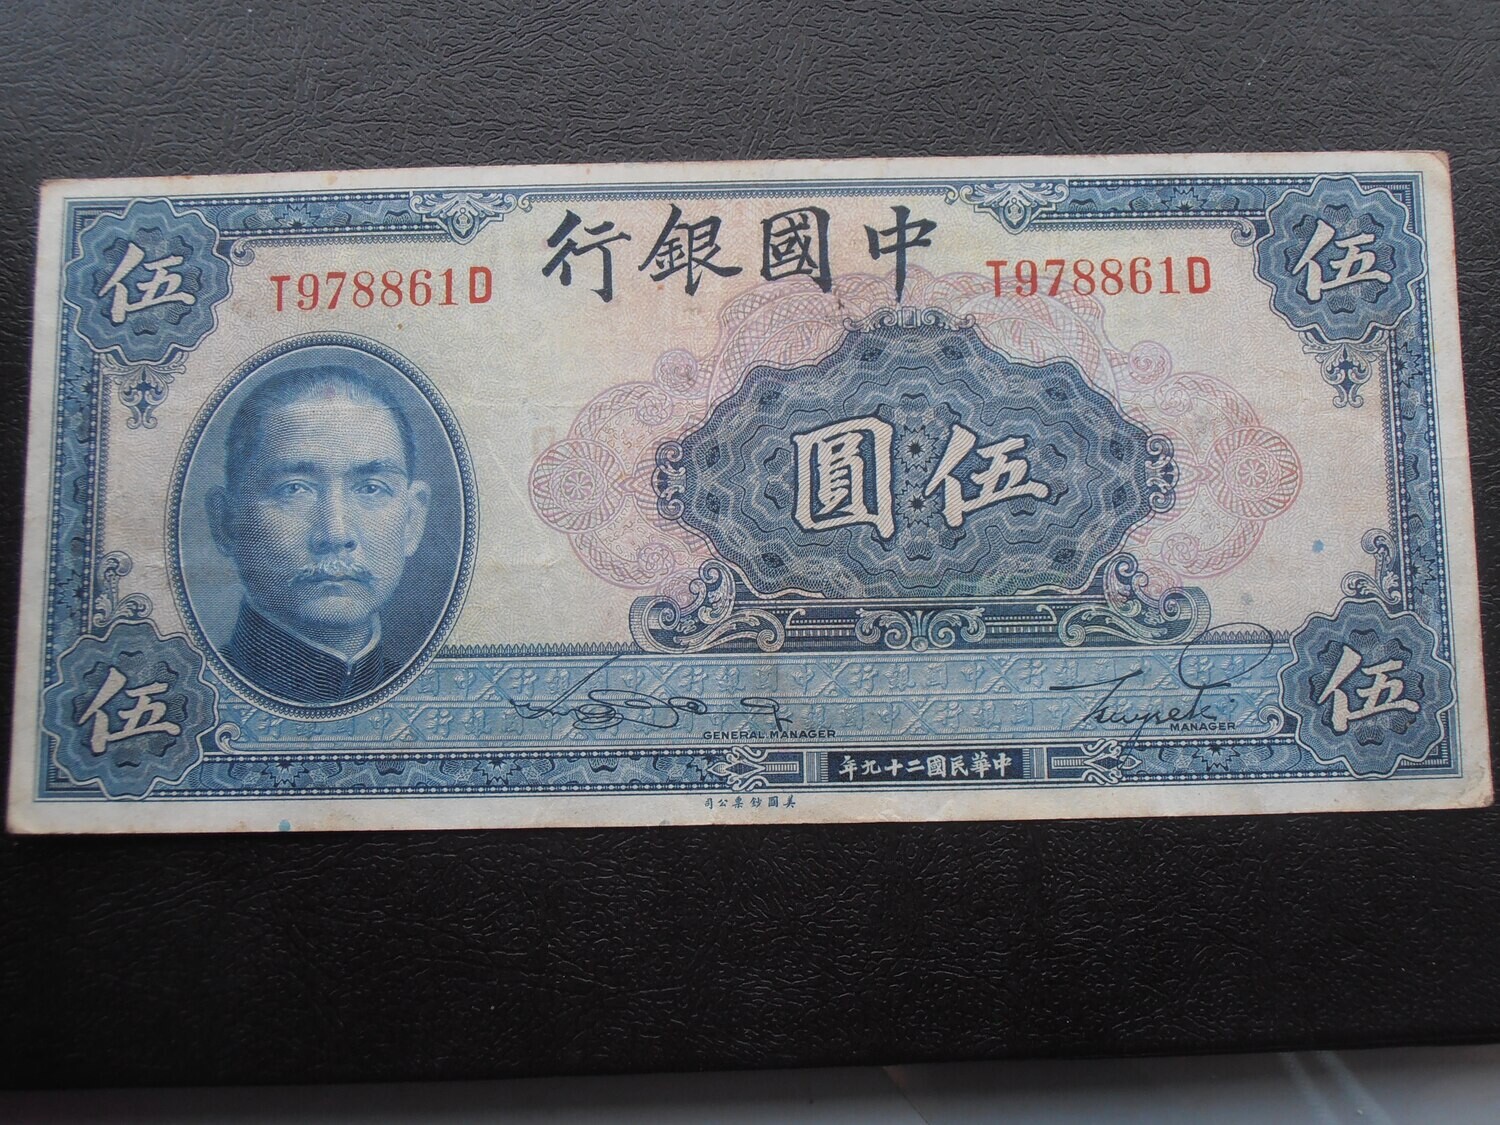 中國銀行
T978861D
T978861D
伍
伍
伍圓
伍
伍
GENERAL MANAGER
MANAGER
中華民國二十九年
美國鈔票公司